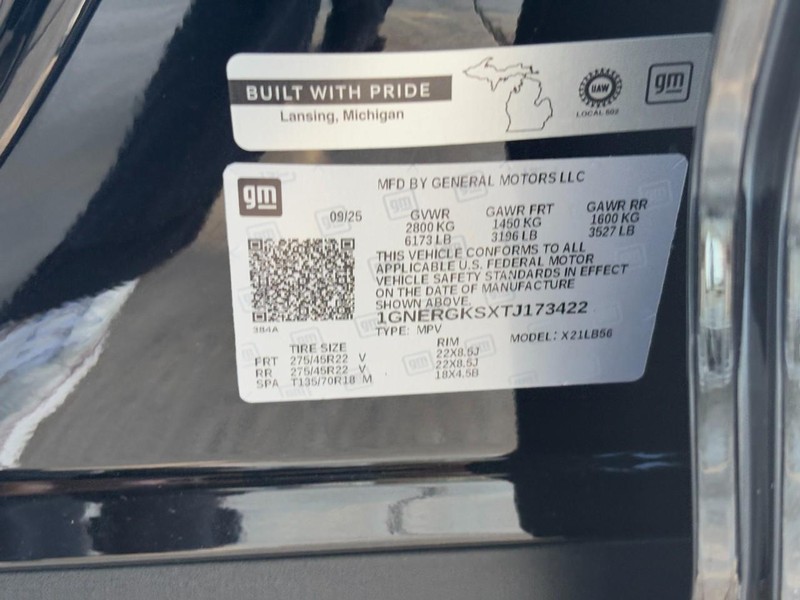 BUILT WITH PRIDE
Lansing, Michigan
UAW
LOCAL 602
gm
gm
MFD BY GENERAL MOTORS LLC
09/25
GVWR GAWR FRT GAWR RR
2800 KG 1450 KG 1600 KG
6173 LB 3196 LB 3527 LB
THIS VEHICLE CONFORMS TO ALL
APPLICABLE U.S. FEDERAL MOTOR
VEHICLE SAFETY STANDARDS IN EFFECT
ON THE DATE OF MANUFACTURE
SHOWN ABOVE.
1GNERGKSXTJ173422
384A
TYPE: MPV MODEL: X21LB56
TIRE SIZE RIM
FRT 275/45R22 V 22X8.5J
RR 275/45R22 V 22X8.5J
SPA T135/70R18 M 18X4.5B